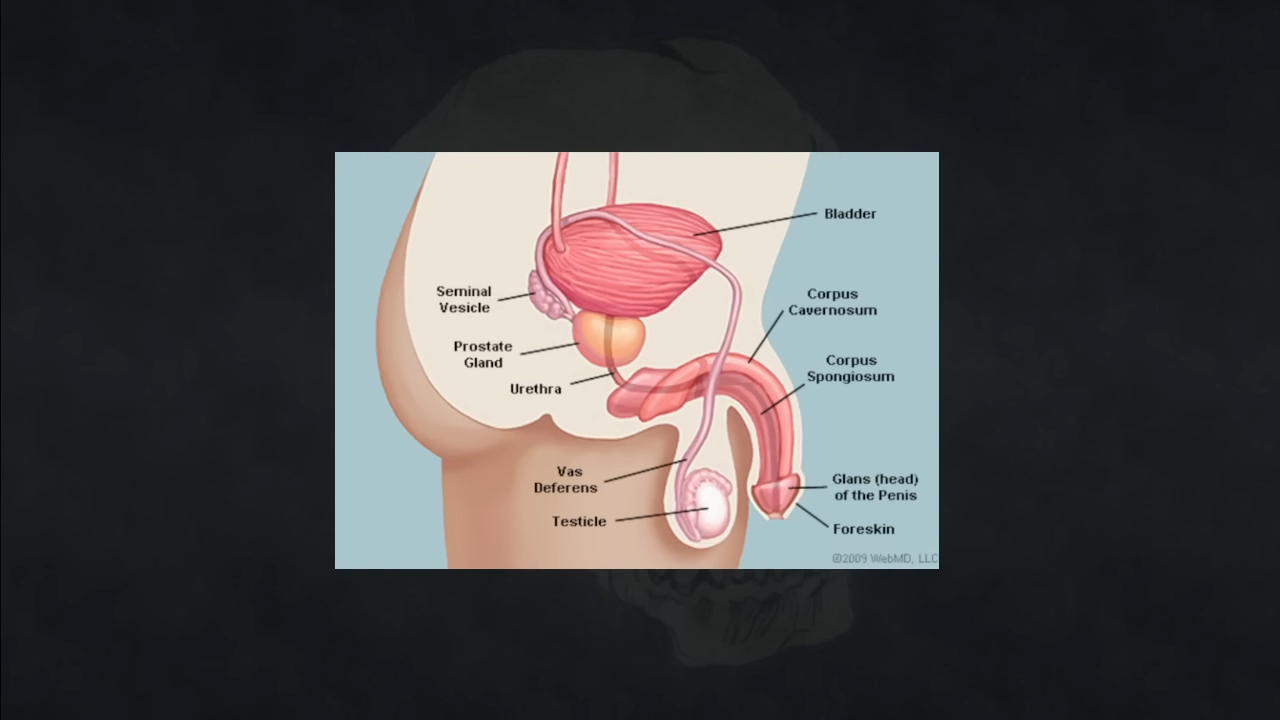 Bladder
Seminal
Vesicle
Corpus
Cavernosum
Prostate
Gland
Corpus
Spongiosum
Urethra
Vas
Deferens
Glans (head)
of the Penis
Testicle
Foreskin
©2009 WebMD, LLC